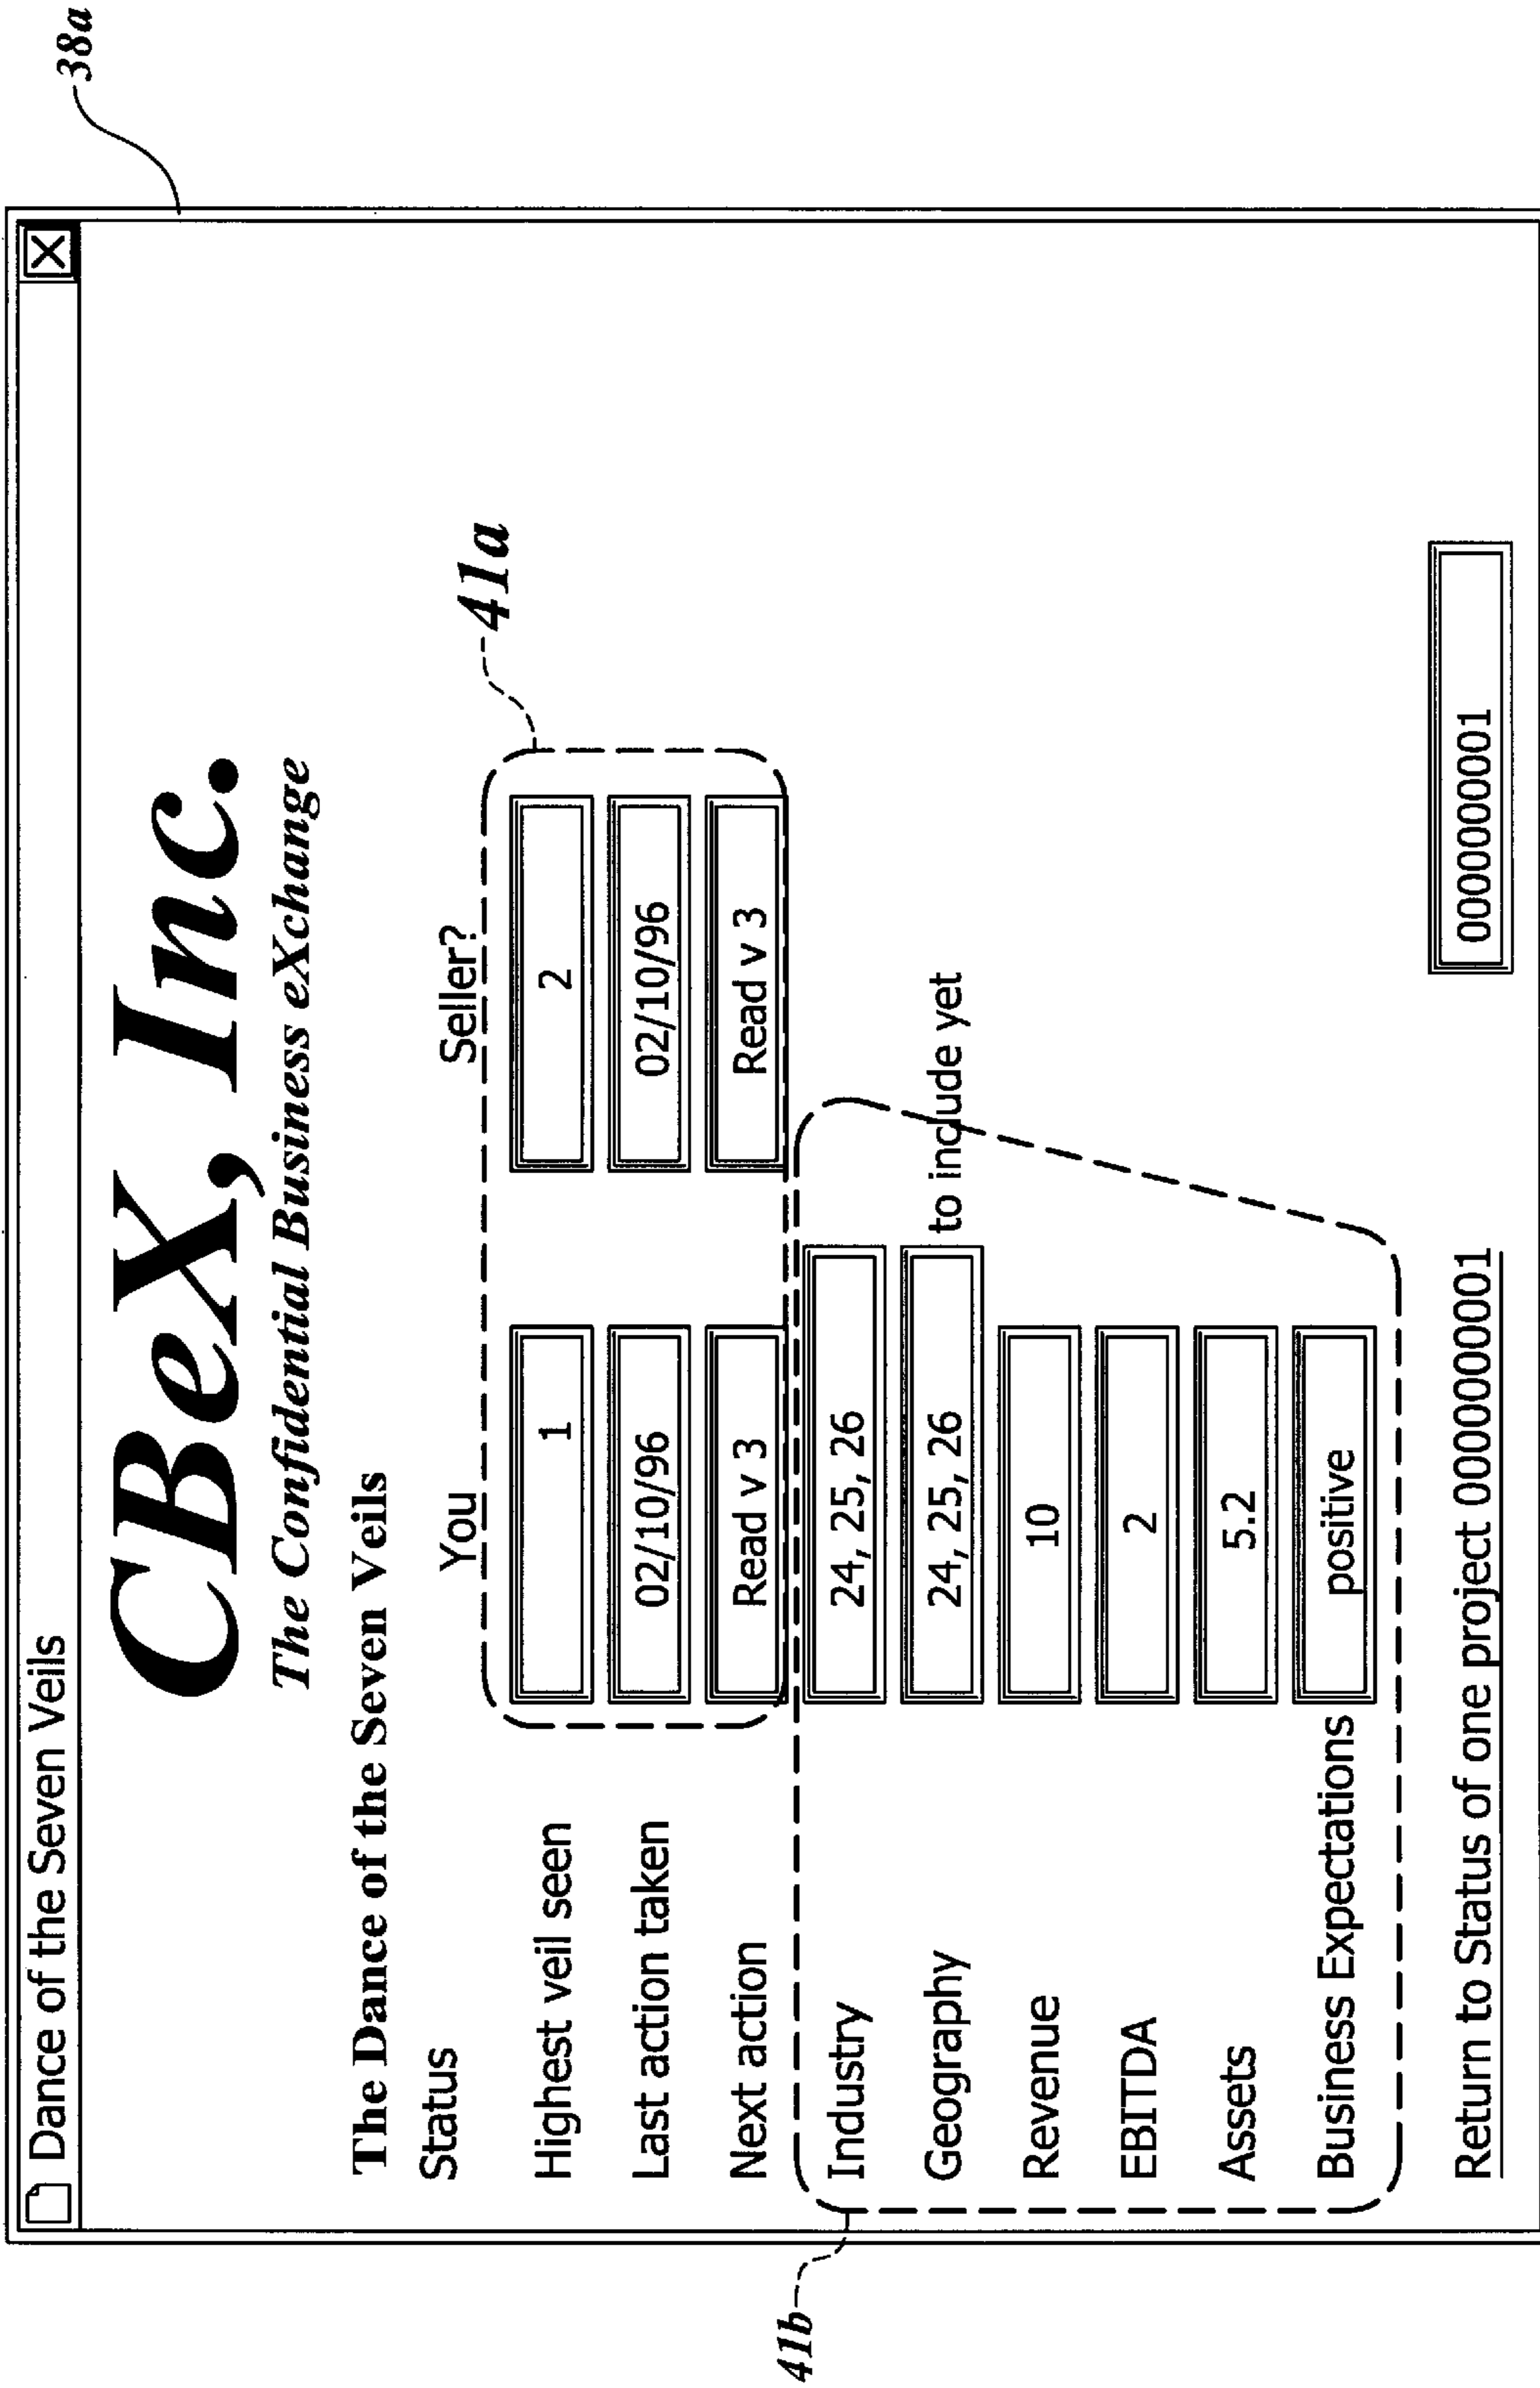 38a
Dance of the Seven Veils
CBeX, Inc.
The Confidential Business eXchange
The Dance of the Seven Veils
Status You Seller?
41a
Highest veil seen 1 2
Last action taken 02/10/96 02/10/96
Next action Read v 3 Read v 3
41b
Industry 24, 25, 26
Geography 24, 25, 26 to include yet
Revenue 10
EBITDA 2
Assets 5.2
Business Expectations positive
Return to Status of one project 0000000001 0000000001